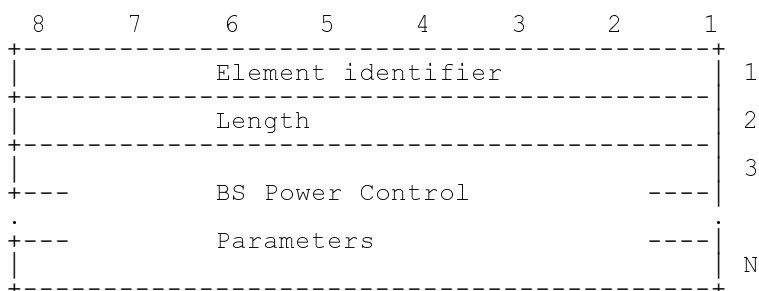 8 7 6 5 4 3 2 1
Element identifier 1
Length 2
3
BS Power Control
Parameters
N